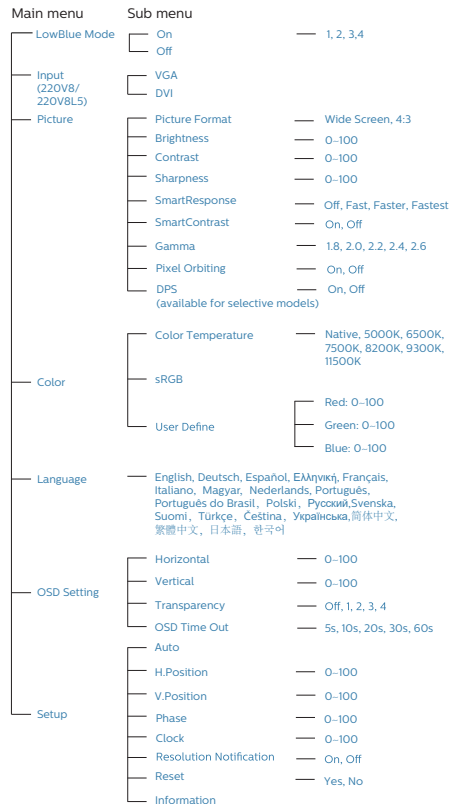 Main menu Sub menu
LowBlue Mode On 1, 2, 3,4
Off
Input
(220V8/
220V8L5)
VGA
DVI
Picture Picture Format Wide Screen, 4:3
Brightness 0–100
Contrast 0–100
Sharpness 0–100
SmartResponse Off, Fast, Faster, Fastest
SmartContrast On, Off
Gamma 1.8, 2.0, 2.2, 2.4, 2.6
Pixel Orbiting On, Off
DPS On, Off
(available for selective models)
Color Color Temperature Native, 5000K, 6500K,
7500K, 8200K, 9300K,
11500K
sRGB
User Define Red: 0–100
Green: 0–100
Blue: 0–100
Language English, Deutsch, Español, Ελληνική, Français,
Italiano, Magyar, Nederlands, Português,
Português do Brasil, Polski, Русский,Svenska,
Suomi, Türkçe, Čeština, Українська,简体中文,
繁體中文, 日本語, 한국어
OSD Setting Horizontal 0–100
Vertical 0–100
Transparency Off, 1, 2, 3, 4
OSD Time Out 5s, 10s, 20s, 30s, 60s
Setup Auto
H.Position 0–100
V.Position 0–100
Phase 0–100
Clock 0–100
Resolution Notification On, Off
Reset Yes, No
Information